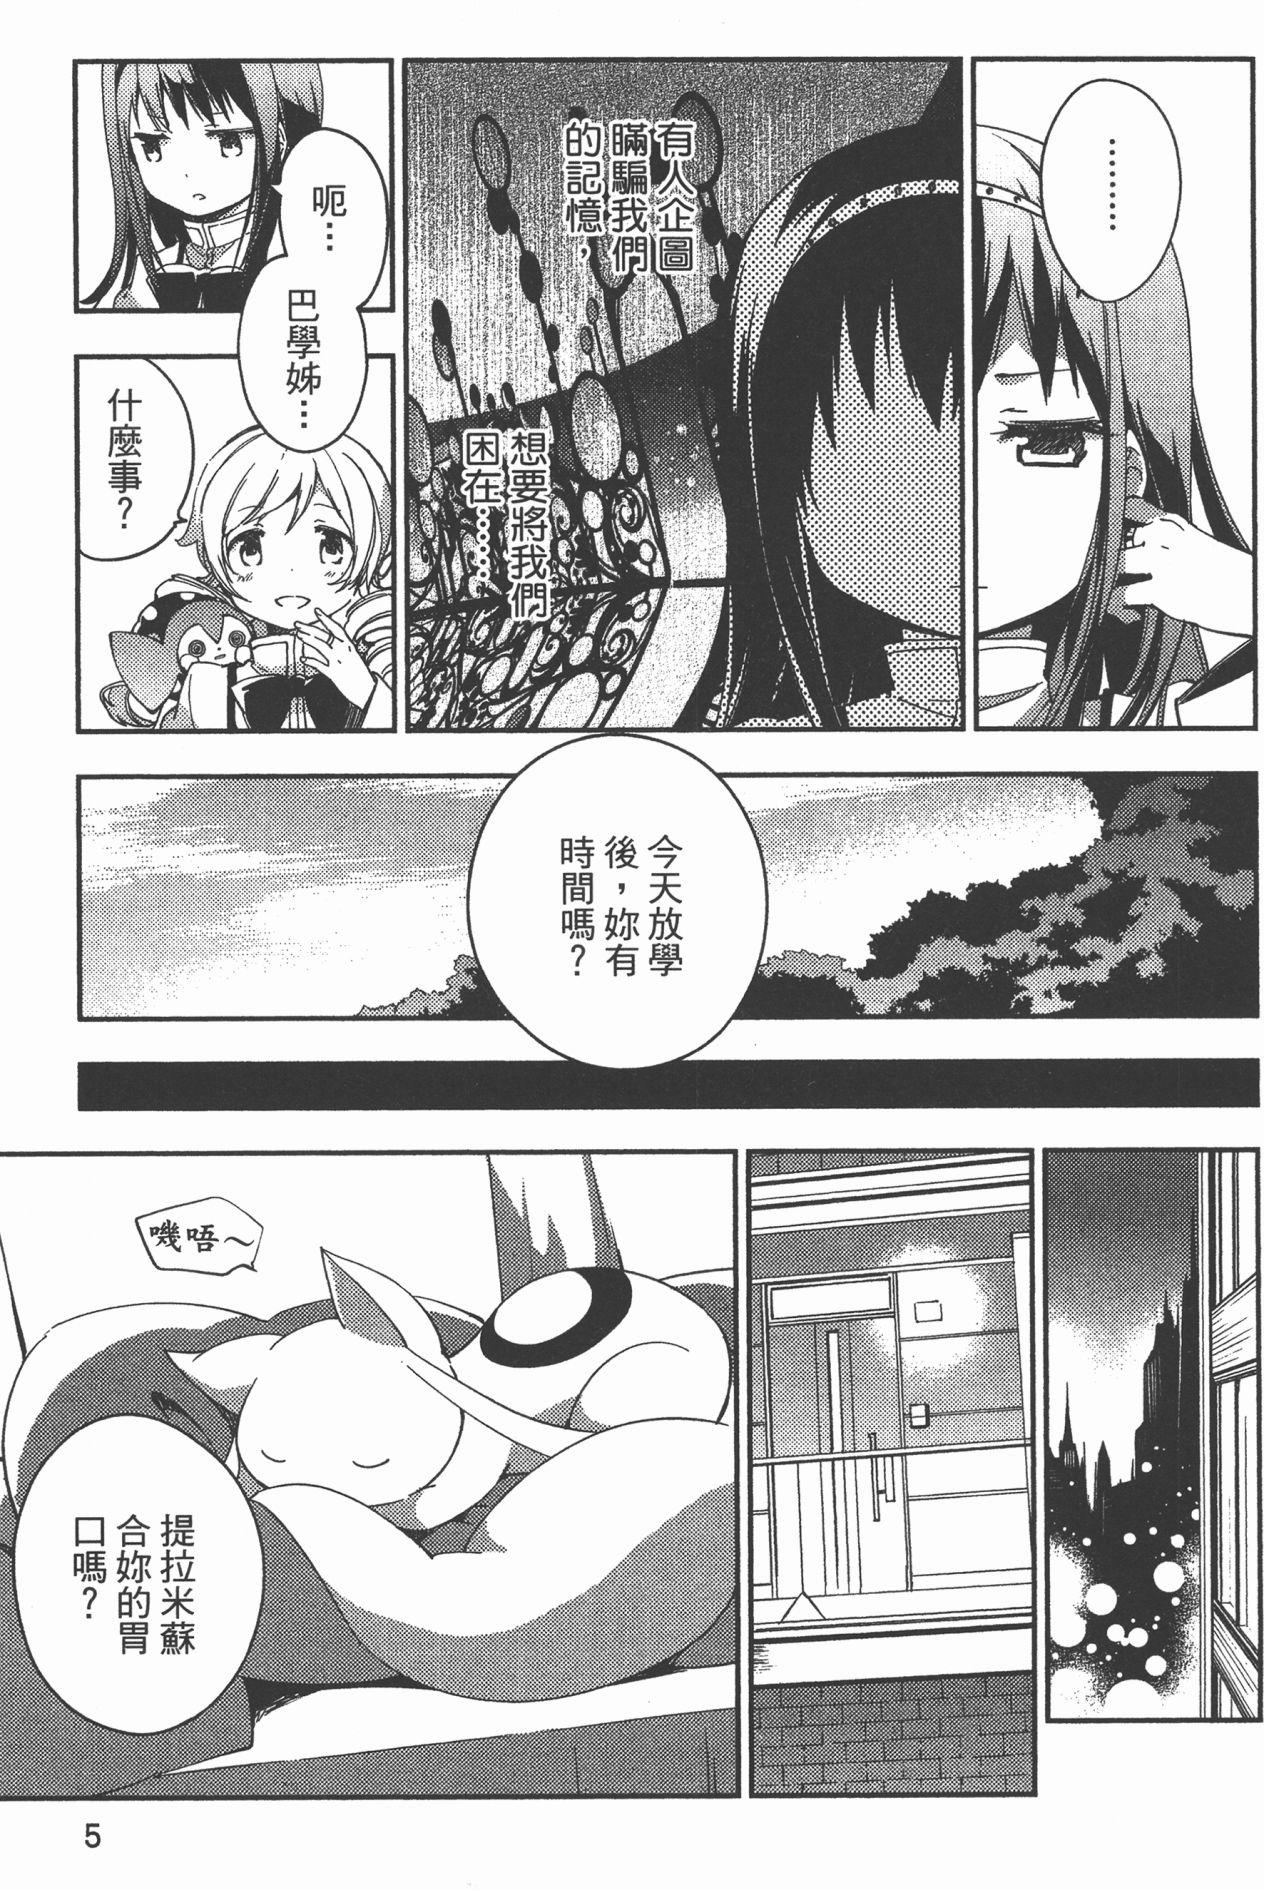 ………
有人企圖
瞞騙我們
的記憶，
想要將我們
困在………
呃…
巴學姊…
什麼事？
今天放學
後，妳有
時間嗎？
嘰唔～
提拉米蘇
合妳的胃
口嗎？
5